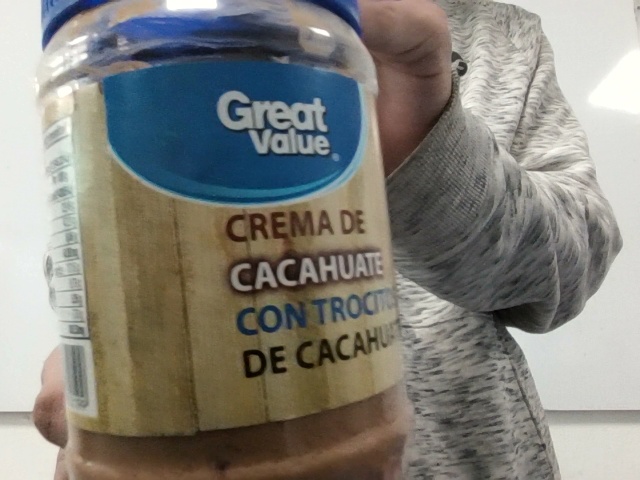 Great
Value
CREMA DE
CACAHUATE
CON TROCITOS
DE CACAHUATE